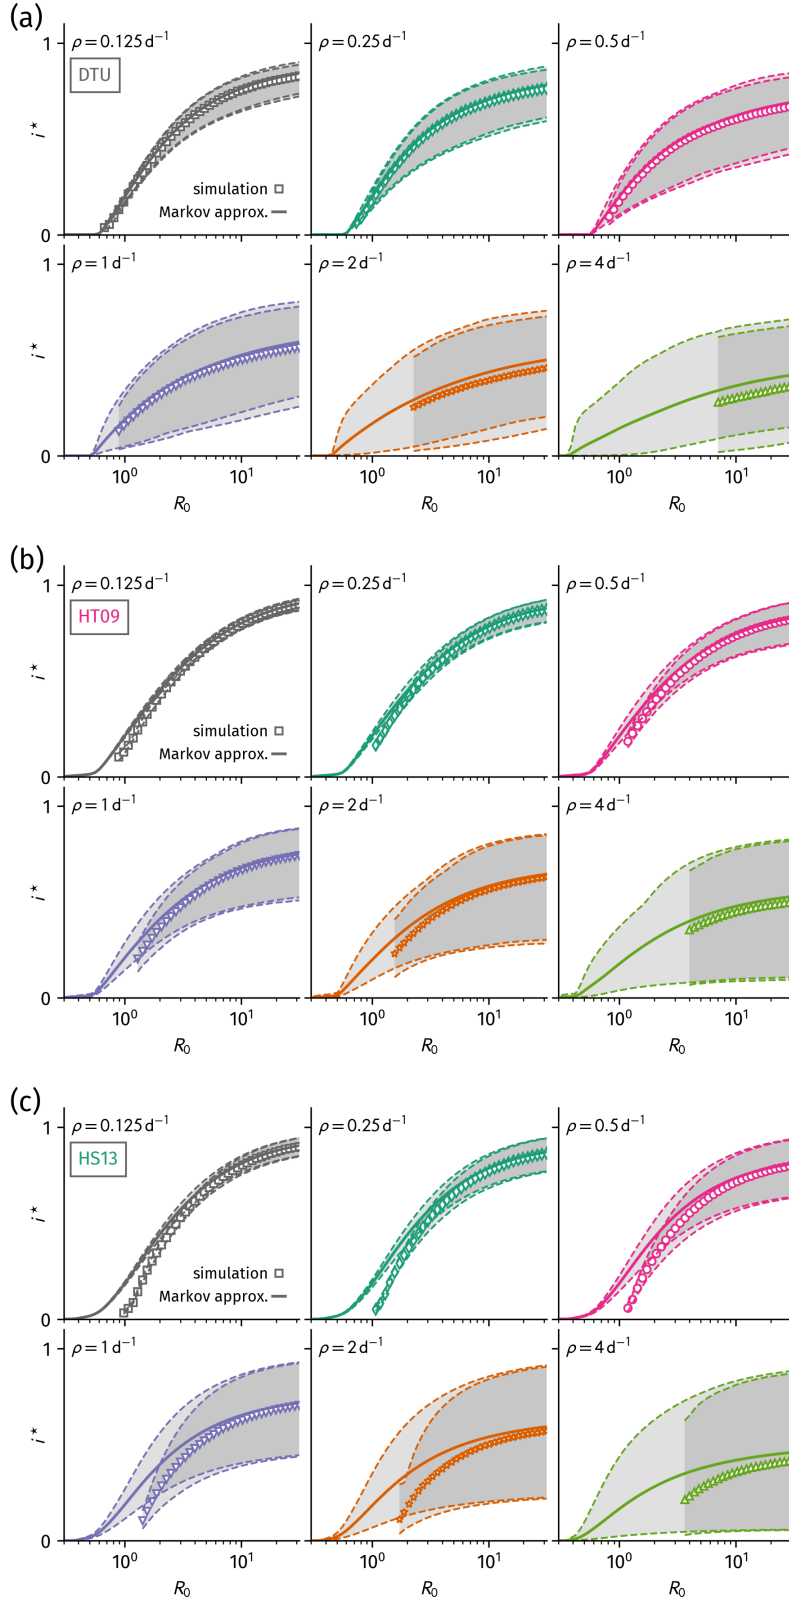 (a)
ρ = 0.125 d⁻¹
DTU
simulation
Markov approx.
1
0
i*
ρ = 0.25 d⁻¹
ρ = 0.5 d⁻¹
ρ = 1 d⁻¹
1
0
i*
10⁰
10¹
R₀
ρ = 2 d⁻¹
10⁰
10¹
R₀
ρ = 4 d⁻¹
10⁰
10¹
R₀
(b)
ρ = 0.125 d⁻¹
HT09
simulation
Markov approx.
1
0
i*
ρ = 0.25 d⁻¹
ρ = 0.5 d⁻¹
ρ = 1 d⁻¹
1
0
i*
10⁰
10¹
R₀
ρ = 2 d⁻¹
10⁰
10¹
R₀
ρ = 4 d⁻¹
10⁰
10¹
R₀
(c)
ρ = 0.125 d⁻¹
HS13
simulation
Markov approx.
1
0
i*
ρ = 0.25 d⁻¹
ρ = 0.5 d⁻¹
ρ = 1 d⁻¹
1
0
i*
10⁰
10¹
R₀
ρ = 2 d⁻¹
10⁰
10¹
R₀
ρ = 4 d⁻¹
10⁰
10¹
R₀